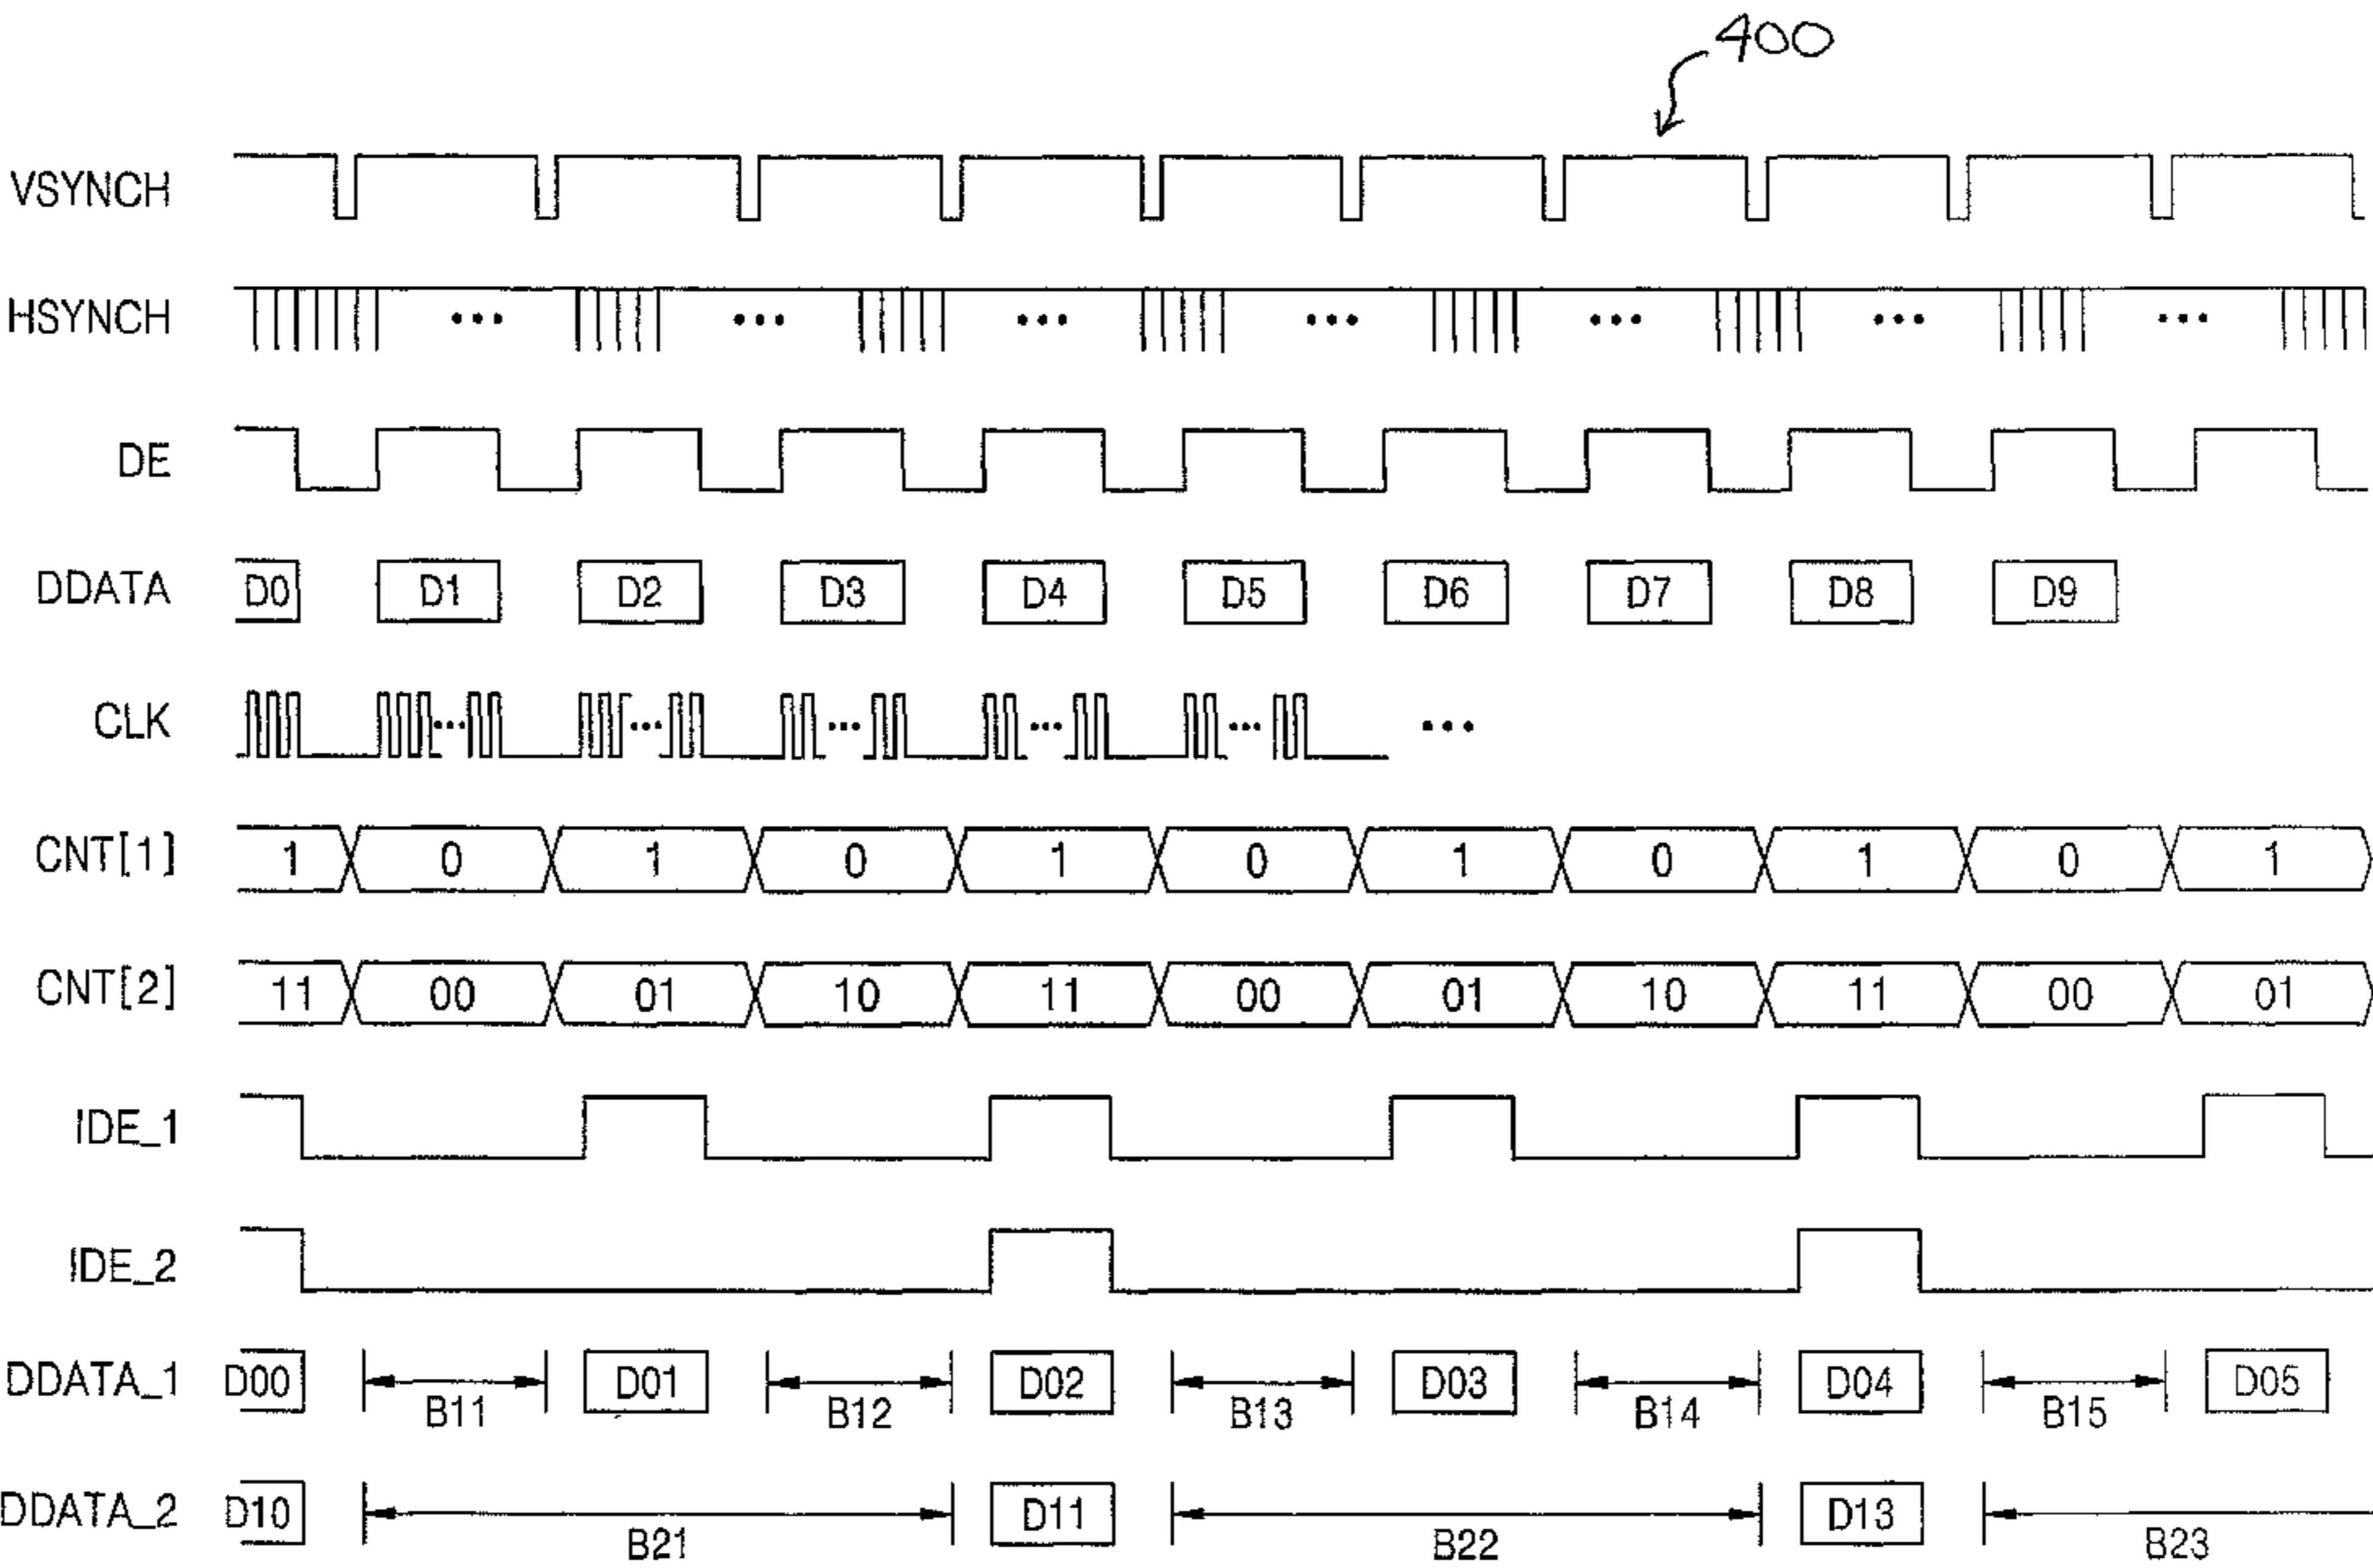 400
VSYNCH
HSYNCH ••• ••• ••• ••• ••• ••• •••
DE
DDATA D0 D1 D2 D3 D4 D5 D6 D7 D8 D9
CLK ••• ••• ••• ••• ••• •••
CNT[1] 1 0 1 0 1 0 1 0 1 0 1
CNT[2] 11 00 01 10 11 00 01 10 11 00 01
IDE_1
IDE_2
DDATA_1 D00 B11 D01 B12 D02 B13 D03 B14 D04 B15 D05
DDATA_2 D10 B21 D11 B22 D13 B23